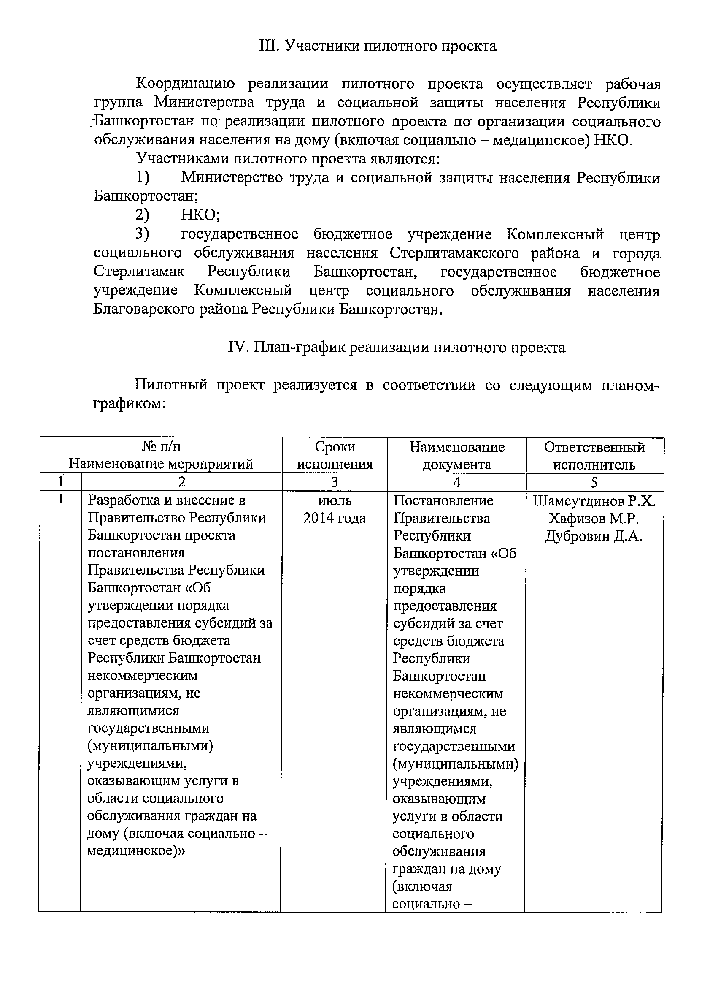 III. Участники пилотного проекта
Координацию реализации пилотного проекта осуществляет рабочая
группа Министерства труда и социальной защиты населения Республики
Башкортостан по реализации пилотного проекта по организации социального
обслуживания населения на дому (включая социально – медицинское) НКО.
Участниками пилотного проекта являются:
1) Министерство труда и социальной защиты населения Республики
Башкортостан;
2) НКО;
3) государственное бюджетное учреждение Комплексный центр
социального обслуживания населения Стерлитамакского района и города
Стерлитамак Республики Башкортостан, государственное бюджетное
учреждение Комплексный центр социального обслуживания населения
Благоварского района Республики Башкортостан.
IV. План-график реализации пилотного проекта
Пилотный проект реализуется в соответствии со следующим планом-
графиком:
№ п/п
Наименование мероприятий
Сроки
исполнения
Наименование
документа
Ответственный
исполнитель
1 2 3 4 5
1
Разработка и внесение в
Правительство Республики
Башкортостан проекта
постановления
Правительства Республики
Башкортостан «Об
утверждении порядка
предоставления субсидий за
счет средств бюджета
Республики Башкортостан
некоммерческим
организациям, не
являющимися
государственными
(муниципальными)
учреждениями,
оказывающим услуги в
области социального
обслуживания граждан на
дому (включая социально –
медицинское)»
июль
2014 года
Постановление
Правительства
Республики
Башкортостан «Об
утверждении
порядка
предоставления
субсидий за счет
средств бюджета
Республики
Башкортостан
некоммерческим
организациям, не
являющимся
государственными
(муниципальными)
учреждениями,
оказывающим
услуги в области
социального
обслуживания
граждан на дому
(включая
социально –
Шамсутдинов Р.Х.
Хафизов М.Р.
Дубровин Д.А.